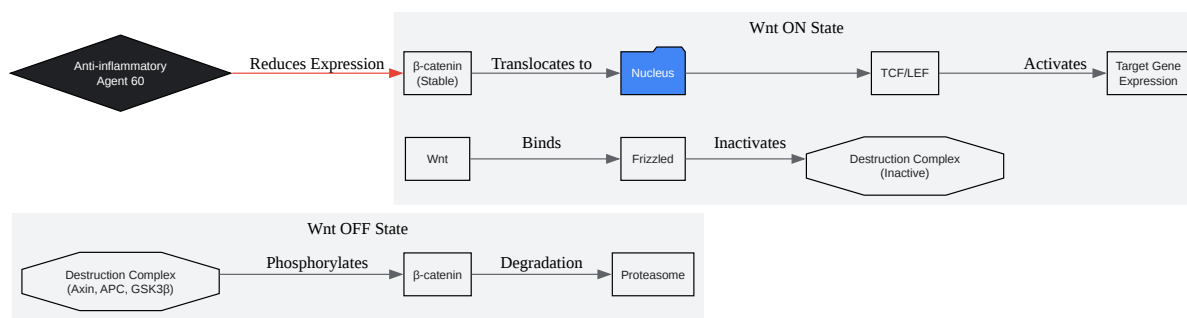 Wnt ON State
Anti-inflammatory
Agent 60
Reduces Expression
β-catenin
(Stable)
Translocates to
Nucleus
TCF/LEF
Activates
Target Gene
Expression
Wnt
Binds
Frizzled
Inactivates
Destruction Complex
(Inactive)
Wnt OFF State
Destruction Complex
(Axin, APC, GSK3β)
Phosphorylates
β-catenin
Degradation
Proteasome